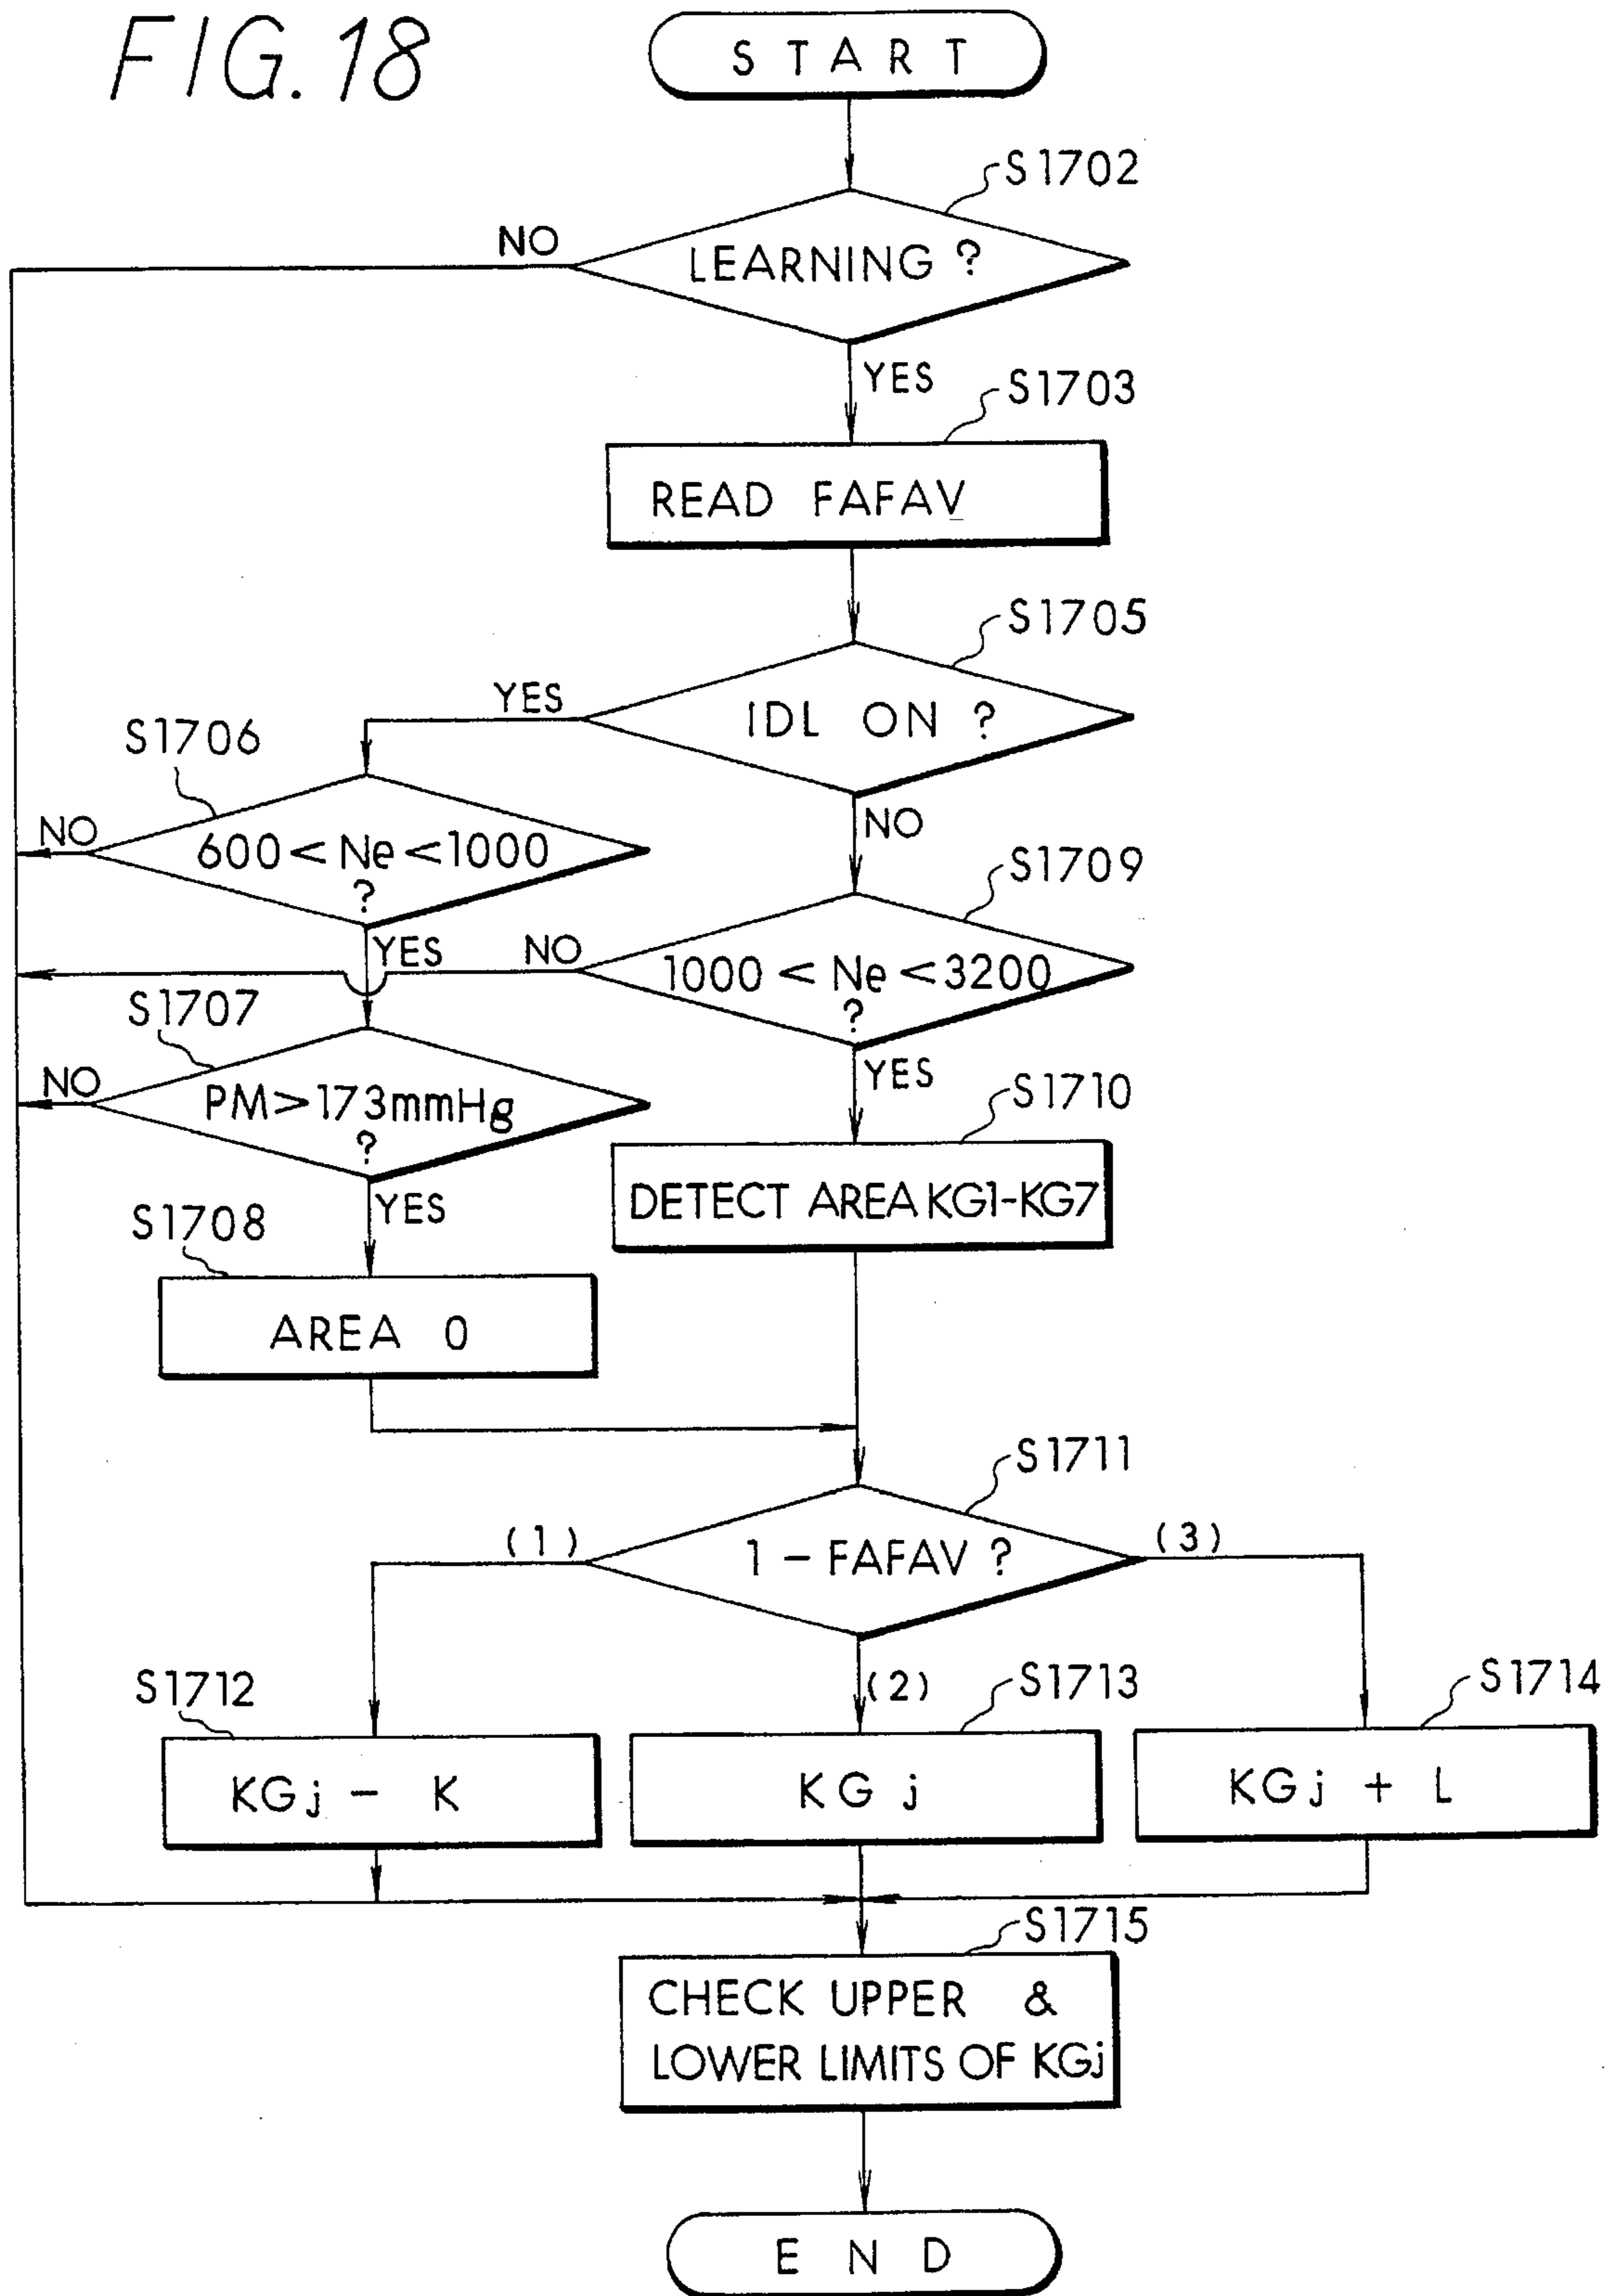 FIG. 18
START
S1702
NO
LEARNING ?
YES
S1703
READ FAFAV
S1705
YES
IDL ON ?
S1706
NO
NO
600 < Ne < 1000
?
S1709
YES
NO
1000 < Ne < 3200
?
S1707
NO
YES
S1710
PM > 173mmHg
?
YES
DETECT AREA KG1-KG7
S1708
AREA 0
S1711
(1)
1 - FAFAV ?
(3)
S1712
(2)
S1713
S1714
KGj - K
KGj
KGj + L
S1715
CHECK UPPER &
LOWER LIMITS OF KGj
END